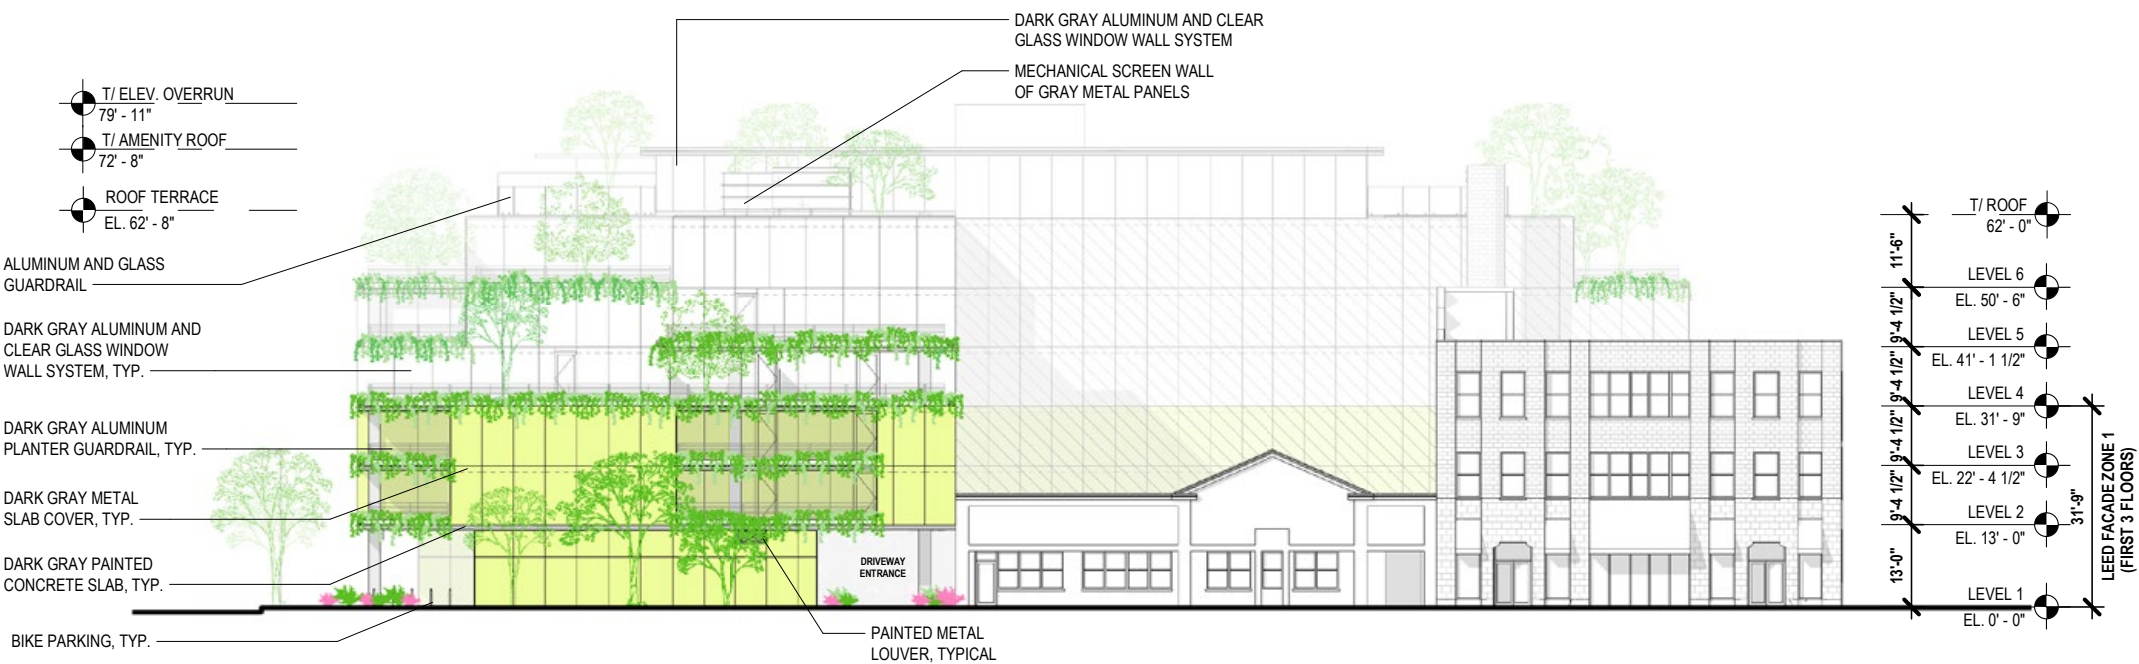 DARK GRAY ALUMINUM AND CLEAR
GLASS WINDOW WALL SYSTEM
MECHANICAL SCREEN WALL
OF GRAY METAL PANELS
T/ ELEV. OVERRUN
79' - 11"
T/ AMENITY ROOF
72' - 8"
ROOF TERRACE
EL. 62' - 8"
ALUMINUM AND GLASS
GUARDRAIL
DARK GRAY ALUMINUM AND
CLEAR GLASS WINDOW
WALL SYSTEM, TYP.
DARK GRAY ALUMINUM
PLANTER GUARDRAIL, TYP.
DARK GRAY METAL
SLAB COVER, TYP.
DARK GRAY PAINTED
CONCRETE SLAB, TYP.
BIKE PARKING, TYP.
DRIVEWAY
ENTRANCE
PAINTED METAL
LOUVER, TYPICAL
T/ ROOF
62' - 0"
11'-6"
LEVEL 6
EL. 50' - 6"
9'-4 1/2"
LEVEL 5
EL. 41' - 1 1/2"
9'-4 1/2"
LEVEL 4
EL. 31' - 9"
9'-4 1/2"
LEVEL 3
EL. 22' - 4 1/2"
9'-4 1/2"
LEVEL 2
EL. 13' - 0"
13'-0"
LEVEL 1
EL. 0' - 0"
31'-9"
LEED FACADE ZONE 1
(FIRST 3 FLOORS)